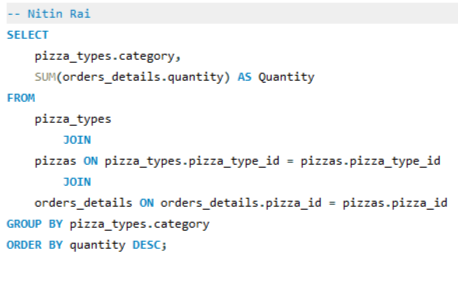 -- Nitin Rai
SELECT
    pizza_types.category,
    SUM(orders_details.quantity) AS Quantity
FROM
    pizza_types
        JOIN
    pizzas ON pizza_types.pizza_type_id = pizzas.pizza_type_id
        JOIN
    orders_details ON orders_details.pizza_id = pizzas.pizza_id
GROUP BY pizza_types.category
ORDER BY quantity DESC;